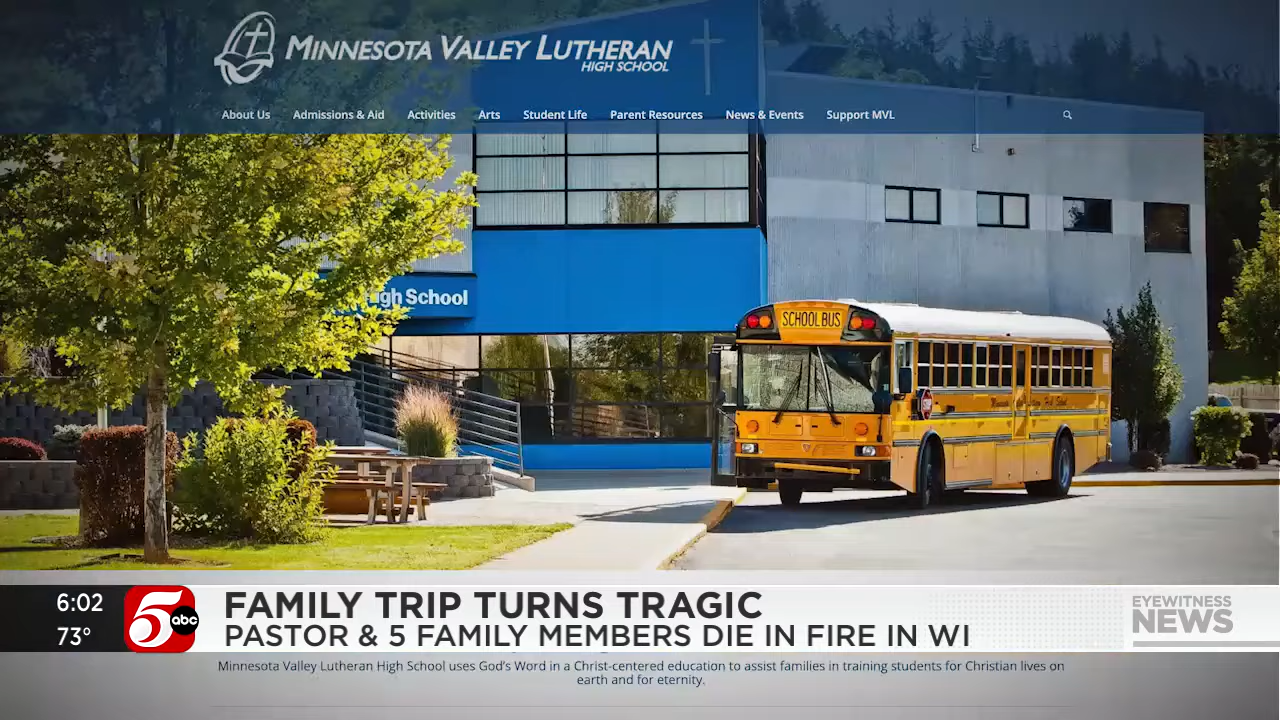 MINNESOTA VALLEY LUTHERAN
HIGH SCHOOL
About Us Admissions & Aid Activities Arts Student Life Parent Resources News & Events Support MVL
High School
SCHOOL BUS
6:02
73°
5 abc
FAMILY TRIP TURNS TRAGIC
PASTOR & 5 FAMILY MEMBERS DIE IN FIRE IN WI
EYEWITNESS
NEWS
Minnesota Valley Lutheran High School uses God's Word in a Christ-centered education to assist families in training students for Christian lives on
earth and for eternity.